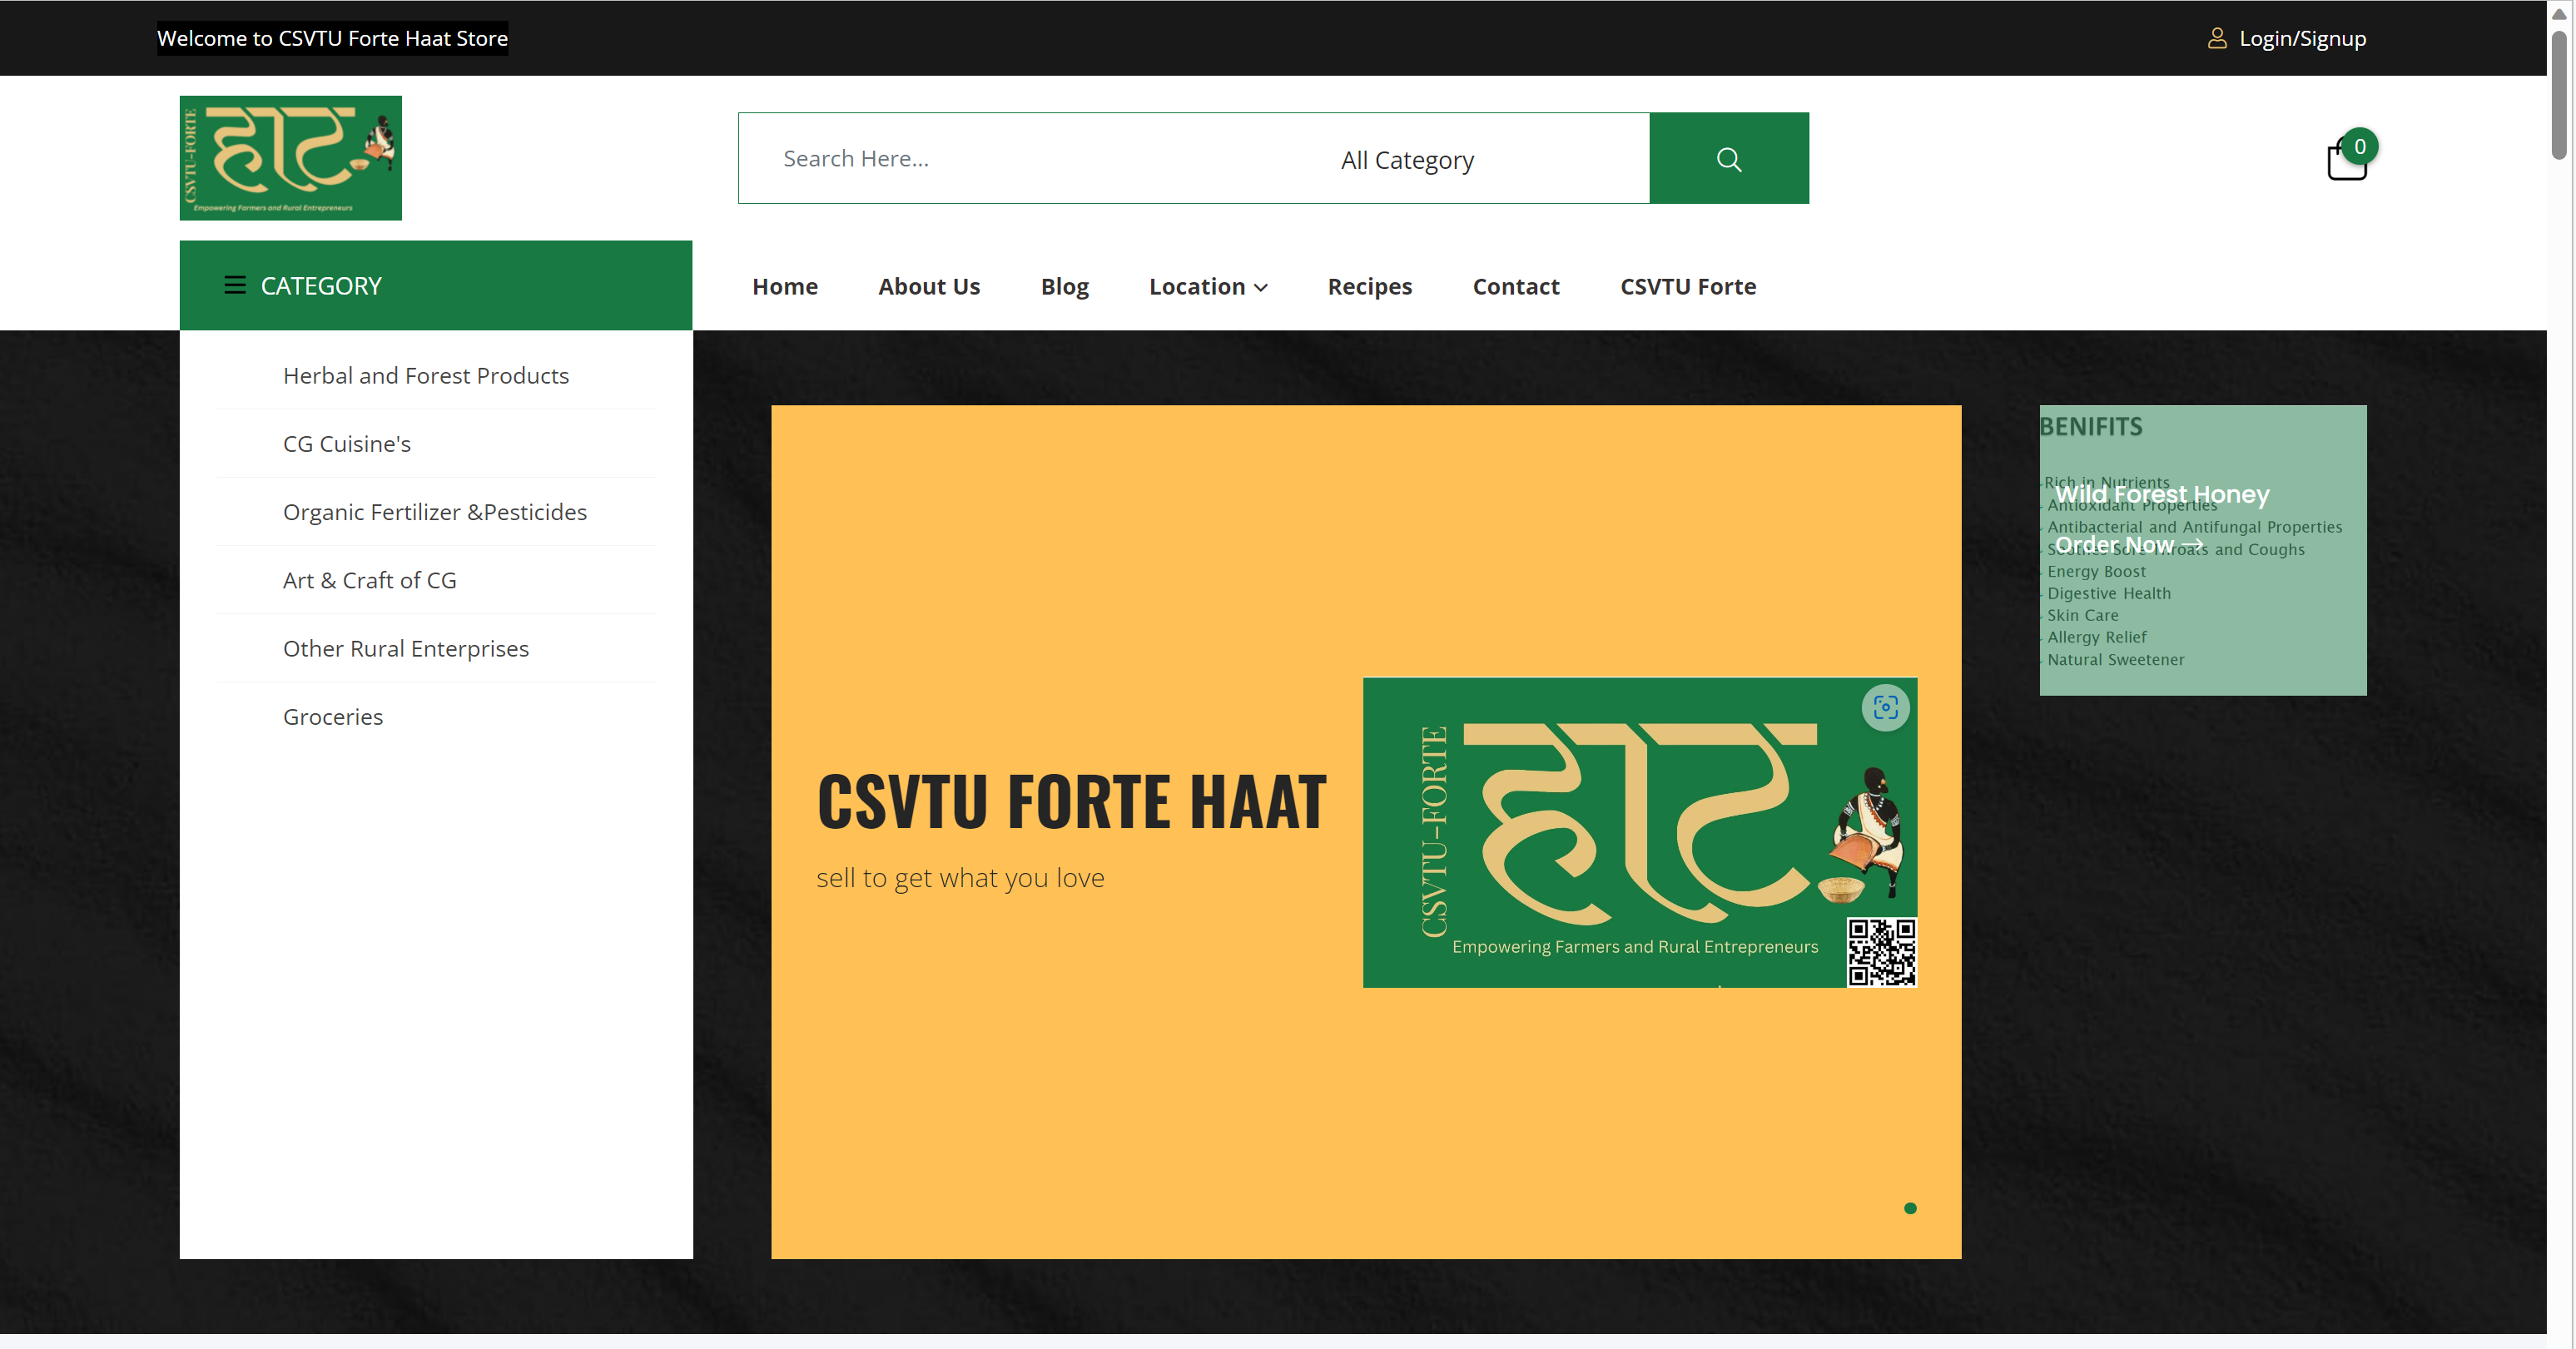 Welcome to CSVTU Forte Haat Store
Login/Signup
CSVTU-FORTE
हाट
Empowering Farmers and Rural Entrepreneurs
Search Here...
All Category
0
CATEGORY
Home
About Us
Blog
Location
Recipes
Contact
CSVTU Forte
Herbal and Forest Products
CG Cuisine's
Organic Fertilizer &Pesticides
Art & Craft of CG
Other Rural Enterprises
Groceries
CSVTU FORTE HAAT
sell to get what you love
CSVTU-FORTE
हाट
Empowering Farmers and Rural Entrepreneurs
BENIFITS
Rich in Nutrients
Wild Forest Honey
Antioxidant Properties
Antibacterial and Antifungal Properties
Order Now
Soothes Sore Throats and Coughs
Energy Boost
Digestive Health
Skin Care
Allergy Relief
Natural Sweetener